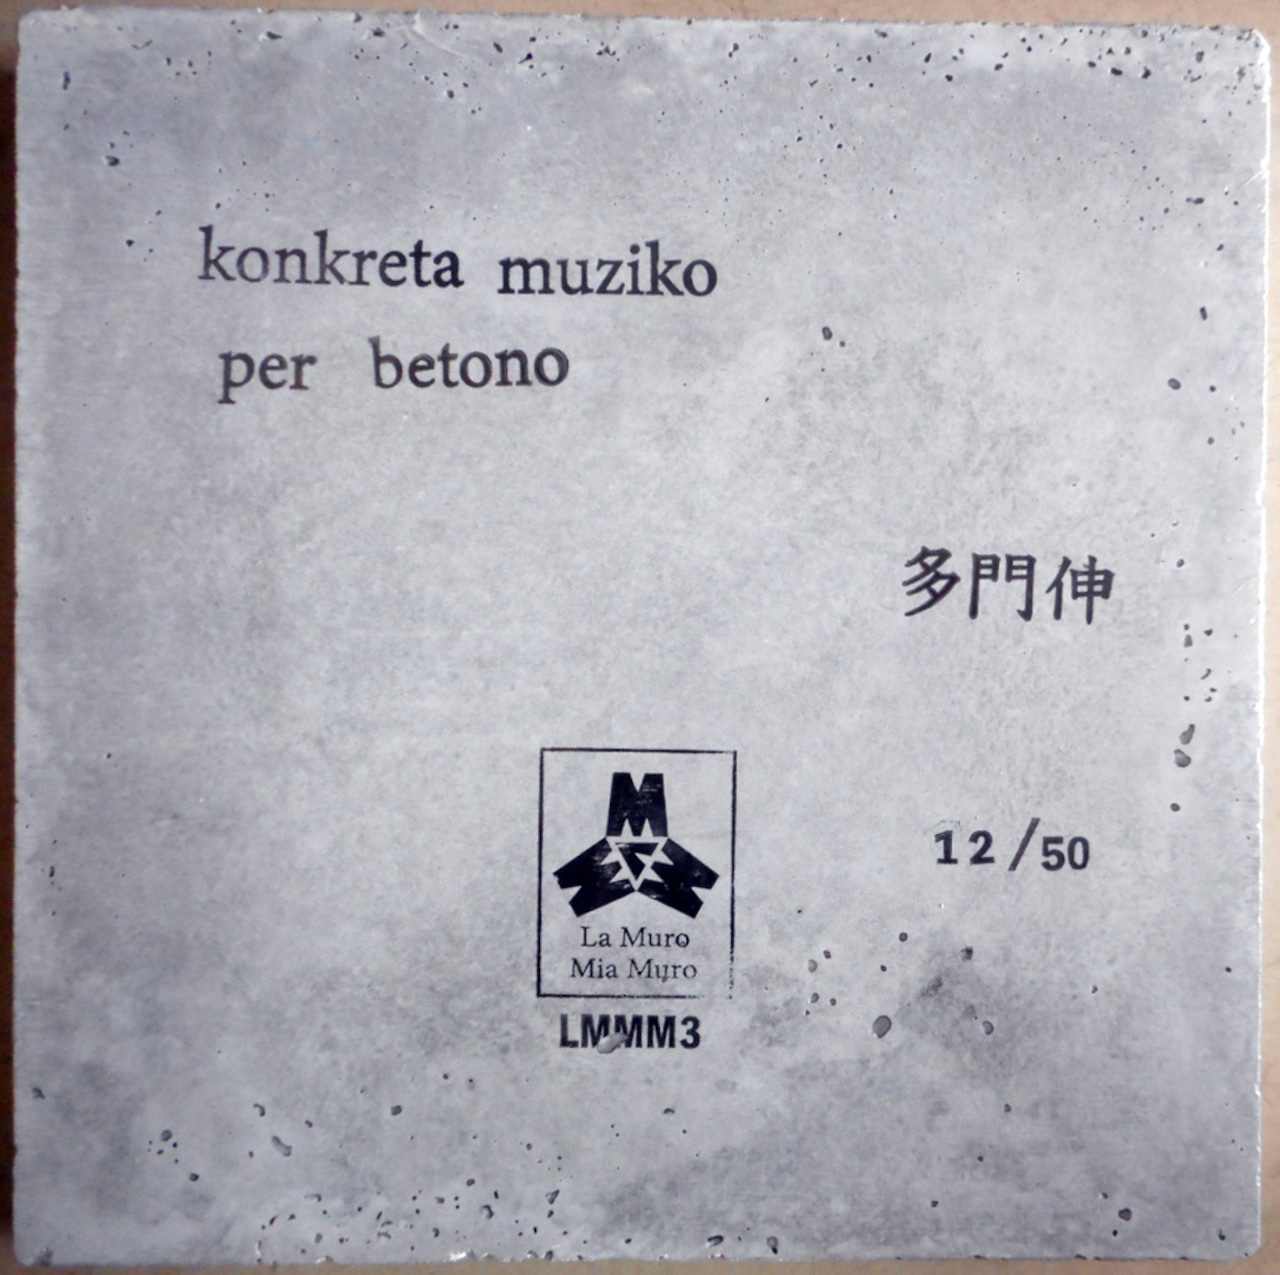 konkreta muziko
per betono
多門伸
12/50
M
M
M
La Muro
Mia Muro
LMMM3